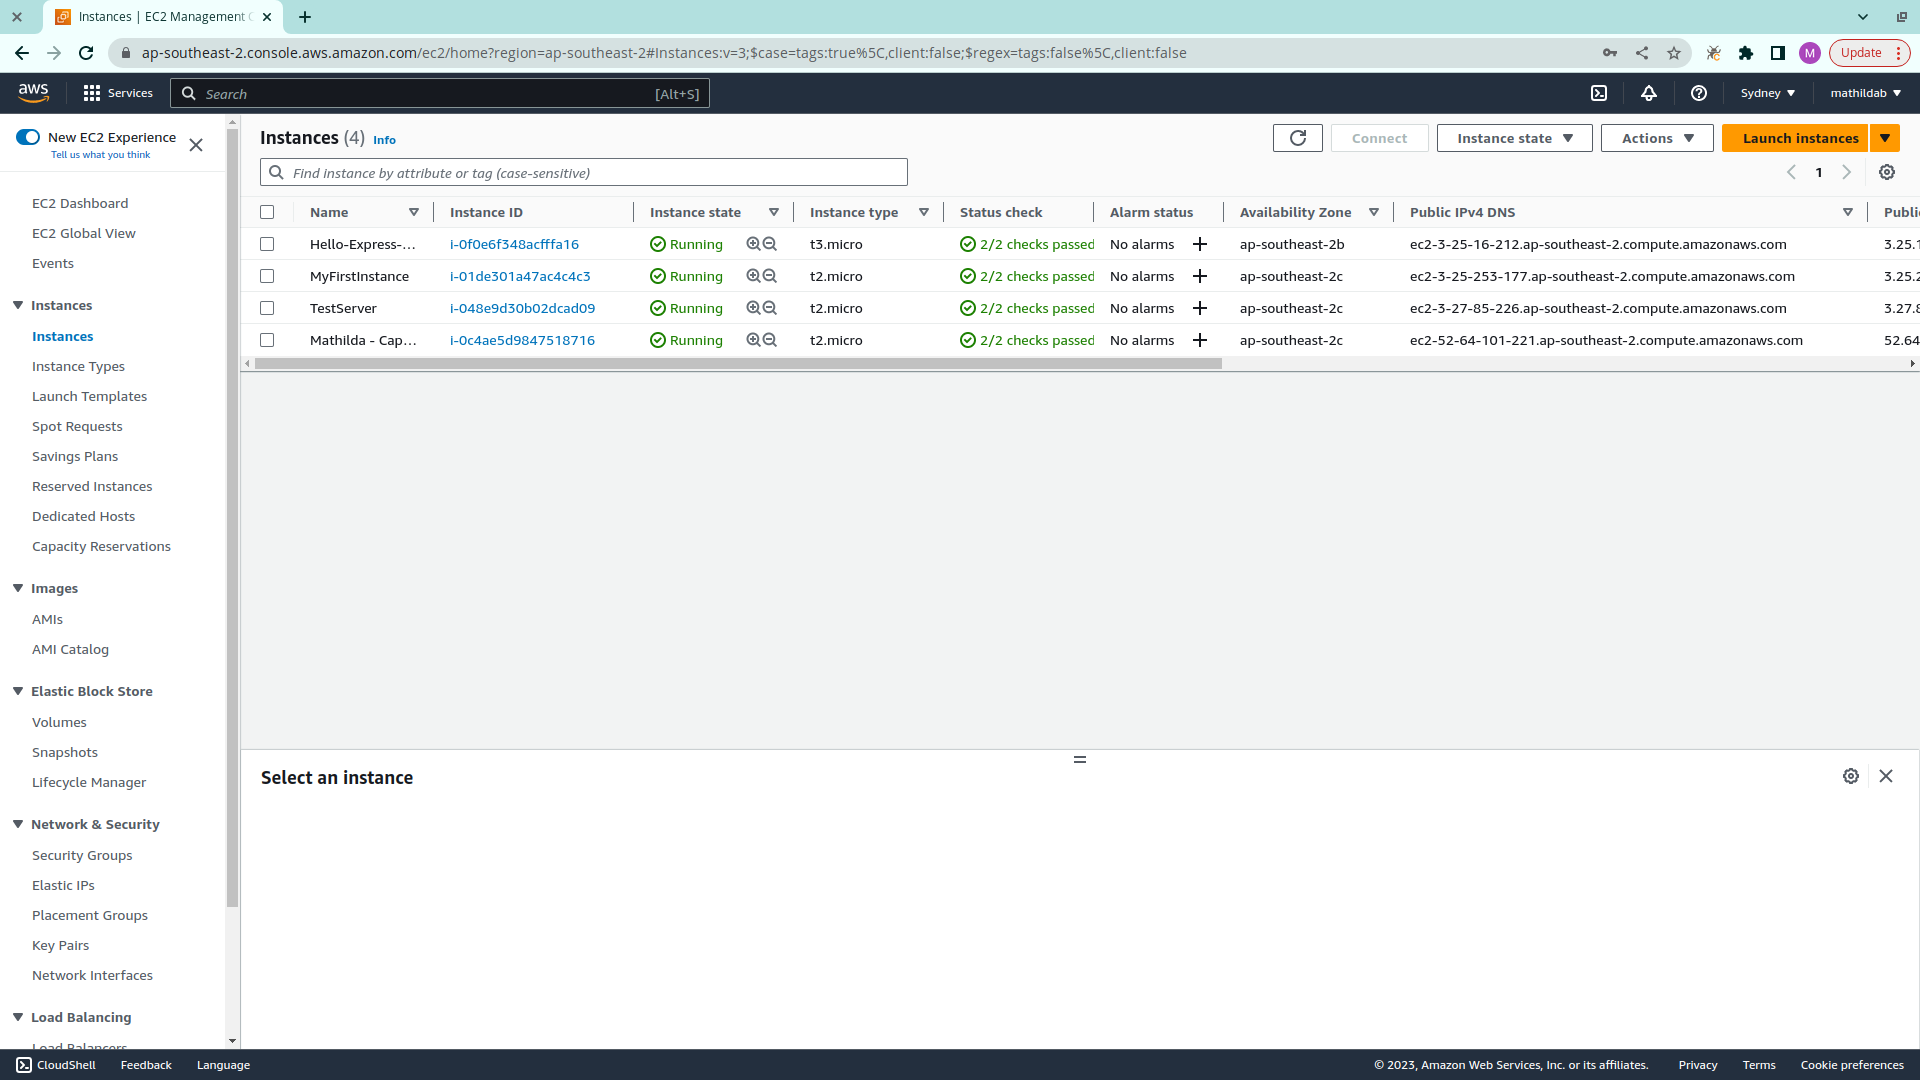 Instances | EC2 Management C
ap-southeast-2.console.aws.amazon.com/ec2/home?region=ap-southeast-2#Instances:v=3;$case=tags:true%5C,client:false;$regex=tags:false%5C,client:false
M
Update
aws
Services
Search
[Alt+S]
Sydney
mathildab
New EC2 Experience
Tell us what you think
EC2 Dashboard
EC2 Global View
Events
Instances
Instances
Instance Types
Launch Templates
Spot Requests
Savings Plans
Reserved Instances
Dedicated Hosts
Capacity Reservations
Images
AMIs
AMI Catalog
Elastic Block Store
Volumes
Snapshots
Lifecycle Manager
Network & Security
Security Groups
Elastic IPs
Placement Groups
Key Pairs
Network Interfaces
Load Balancing
Load Balancers
Instances (4) Info
Connect
Instance state
Actions
Launch instances
Find instance by attribute or tag (case-sensitive)
1
Name Instance ID Instance state Instance type Status check Alarm status Availability Zone Public IPv4 DNS Public
Hello-Express-... i-0f0e6f348acfffa16 Running t3.micro 2/2 checks passed No alarms ap-southeast-2b ec2-3-25-16-212.ap-southeast-2.compute.amazonaws.com 3.25.1
MyFirstInstance i-01de301a47ac4c4c3 Running t2.micro 2/2 checks passed No alarms ap-southeast-2c ec2-3-25-253-177.ap-southeast-2.compute.amazonaws.com 3.25.2
TestServer i-048e9d30b02dcad09 Running t2.micro 2/2 checks passed No alarms ap-southeast-2c ec2-3-27-85-226.ap-southeast-2.compute.amazonaws.com 3.27.8
Mathilda - Cap... i-0c4ae5d9847518716 Running t2.micro 2/2 checks passed No alarms ap-southeast-2c ec2-52-64-101-221.ap-southeast-2.compute.amazonaws.com 52.64
Select an instance
CloudShell
Feedback
Language
© 2023, Amazon Web Services, Inc. or its affiliates.
Privacy
Terms
Cookie preferences